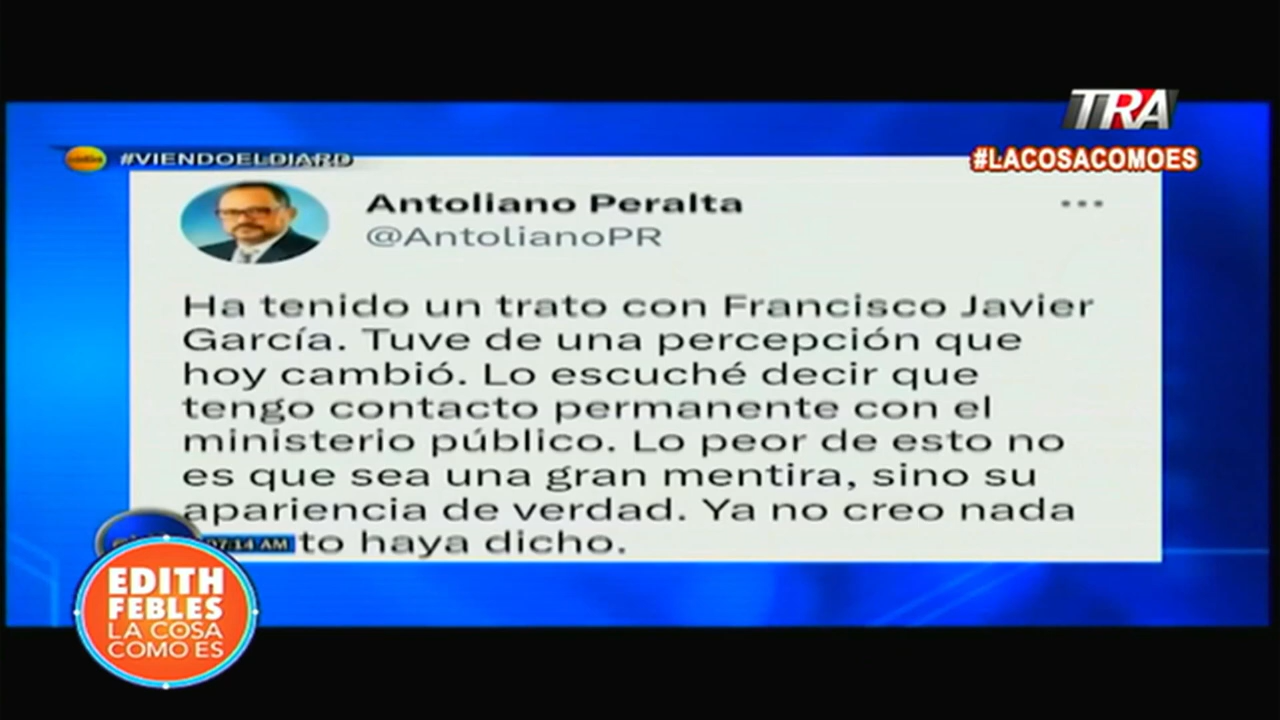 TRA
#VIENDOELDIARD
#LACOSACOMOES
Antoliano Peralta
@AntolianoPR
Ha tenido un trato con Francisco Javier
García. Tuve de una percepción que
hoy cambió. Lo escuché decir que
tengo contacto permanente con el
ministerio público. Lo peor de esto no
es que sea una gran mentira, sino su
apariencia de verdad. Ya no creo nada
to haya dicho.
07:14 AM
EDITH
FEBLES
LA COSA
COMO ES